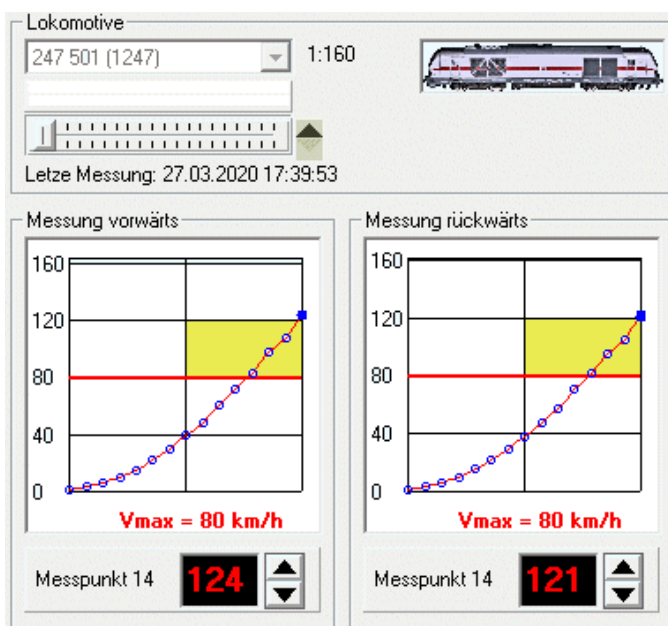 Lokomotive
247 501 (1247)
1:160
Letze Messung: 27.03.2020 17:39:53
Messung vorwärts
160
120
80
40
0
Vmax = 80 km/h
Messpunkt 14
124
Messung rückwärts
160
120
80
40
0
Vmax = 80 km/h
Messpunkt 14
121